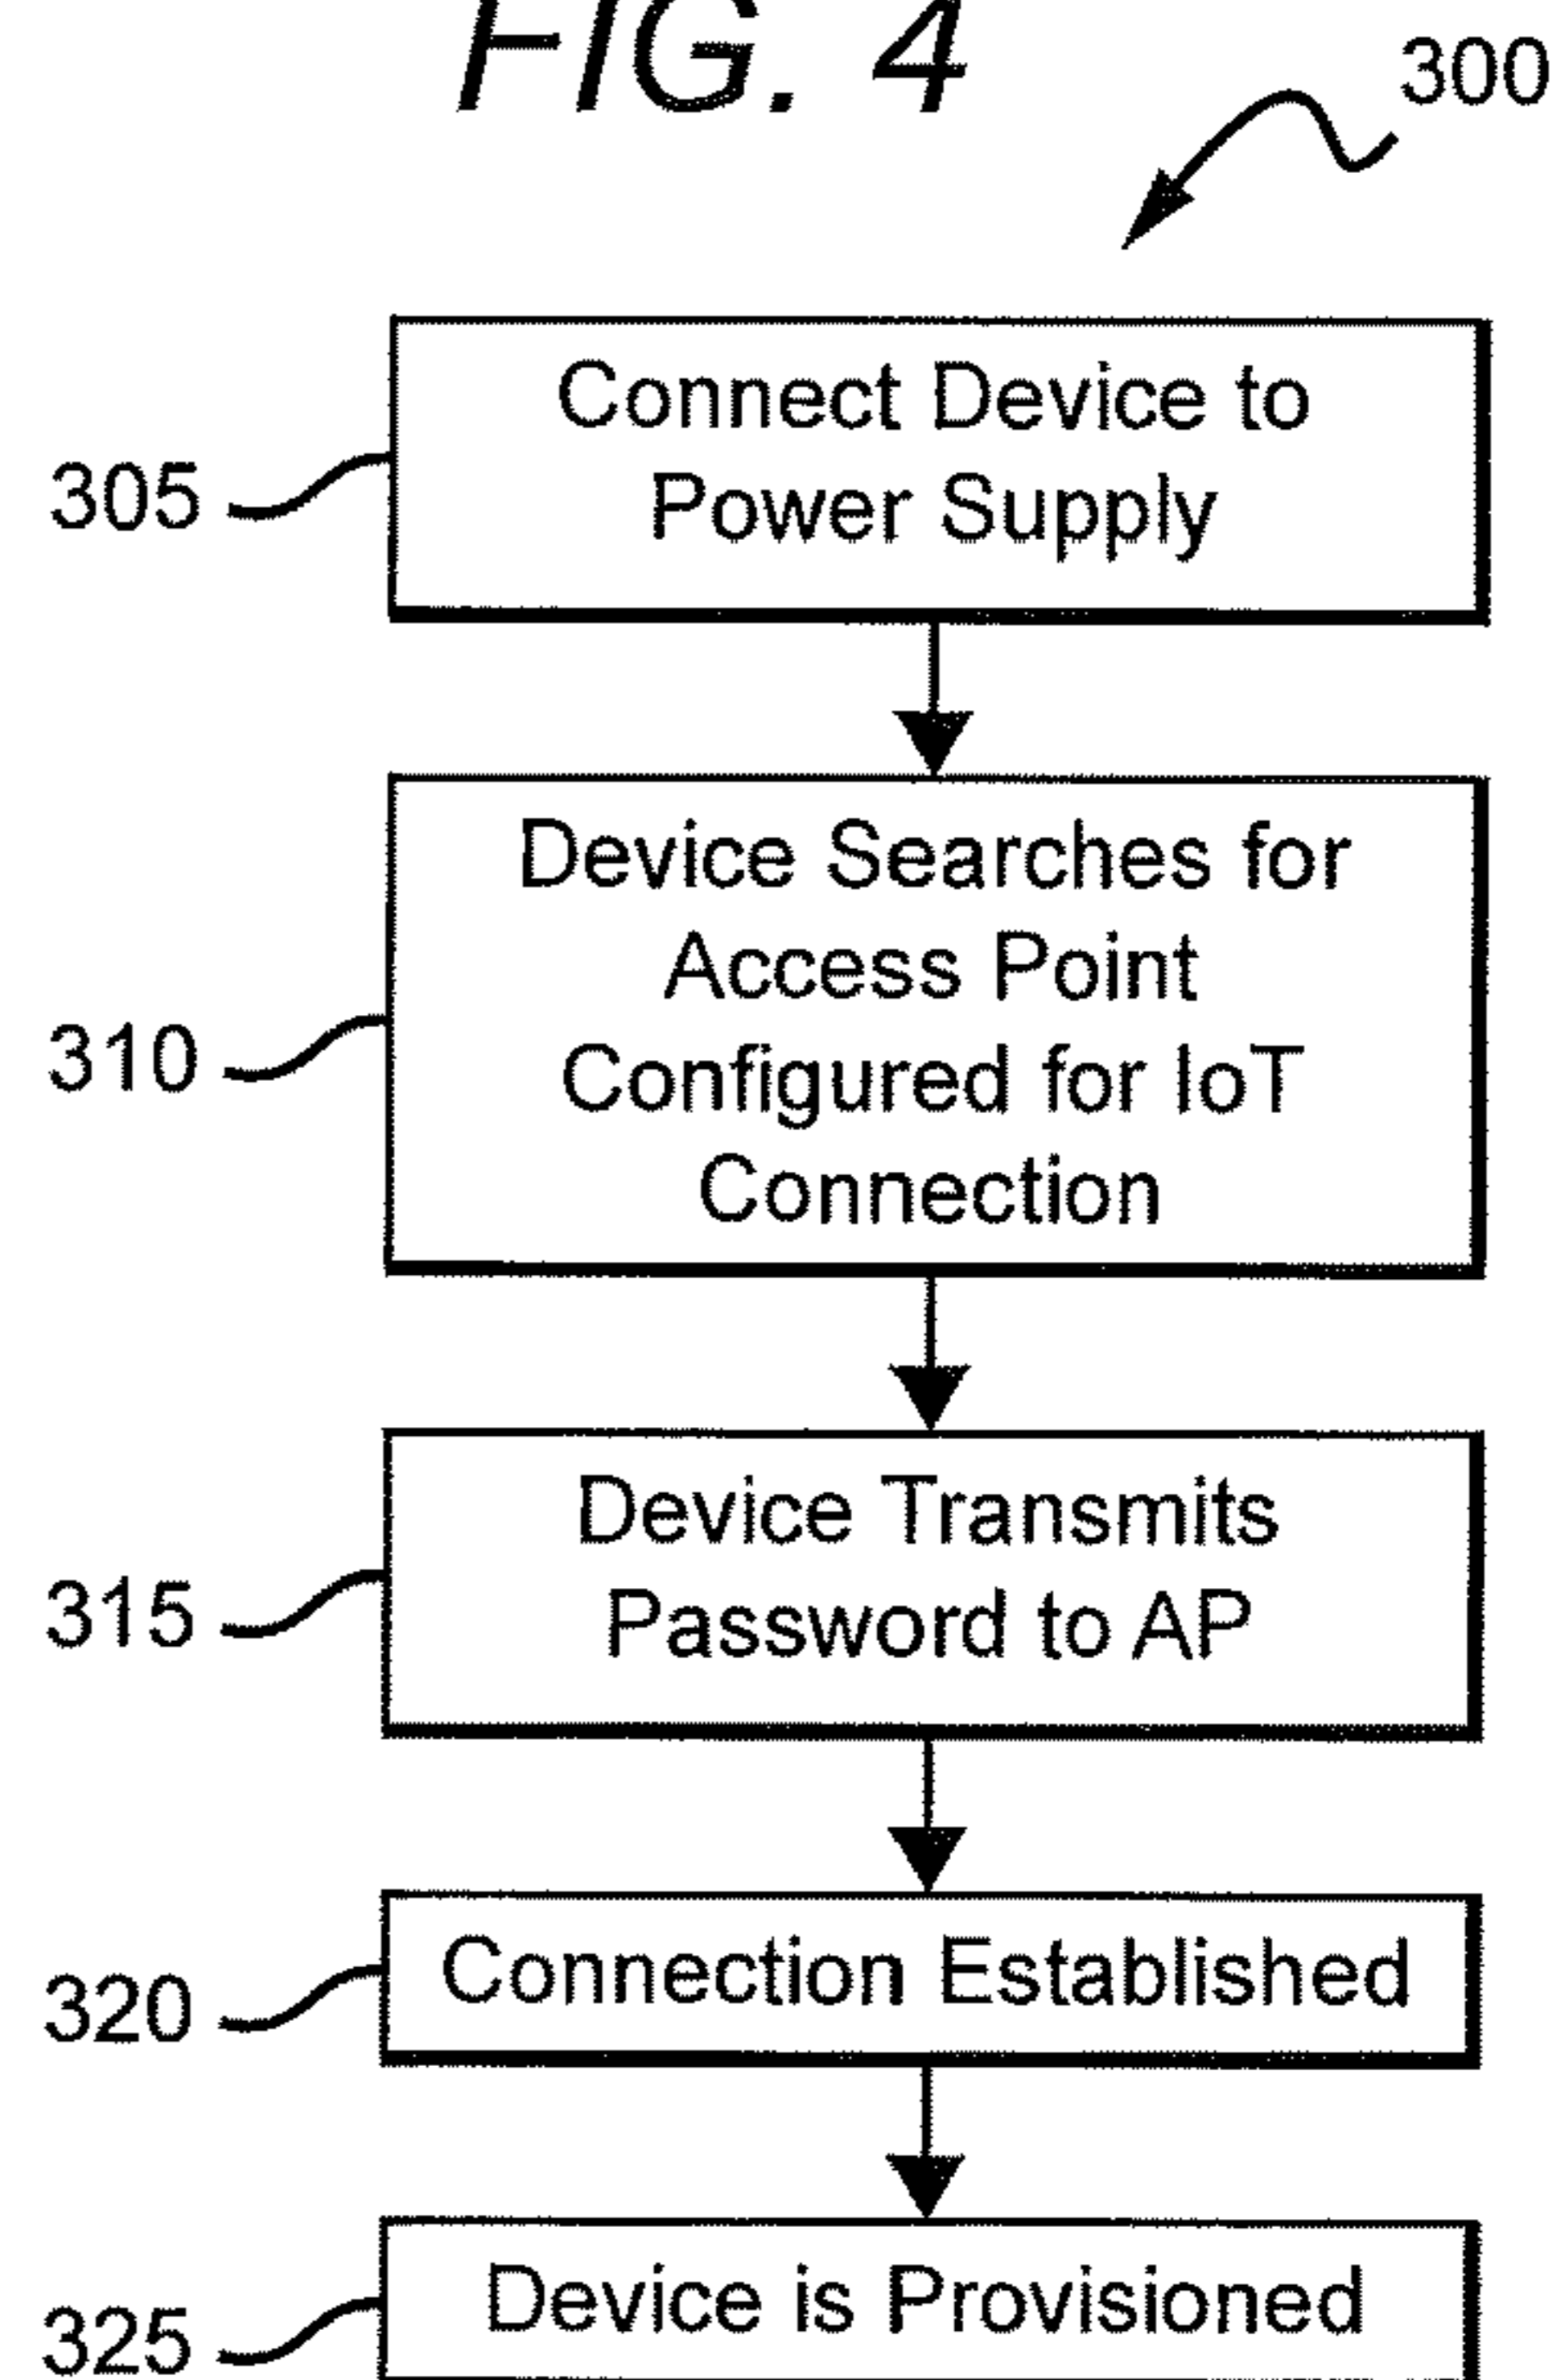 FIG. 4
300
Connect Device to
Power Supply
305
Device Searches for
Access Point
Configured for IoT
Connection
310
Device Transmits
Password to AP
315
Connection Established
320
Device is Provisioned
325